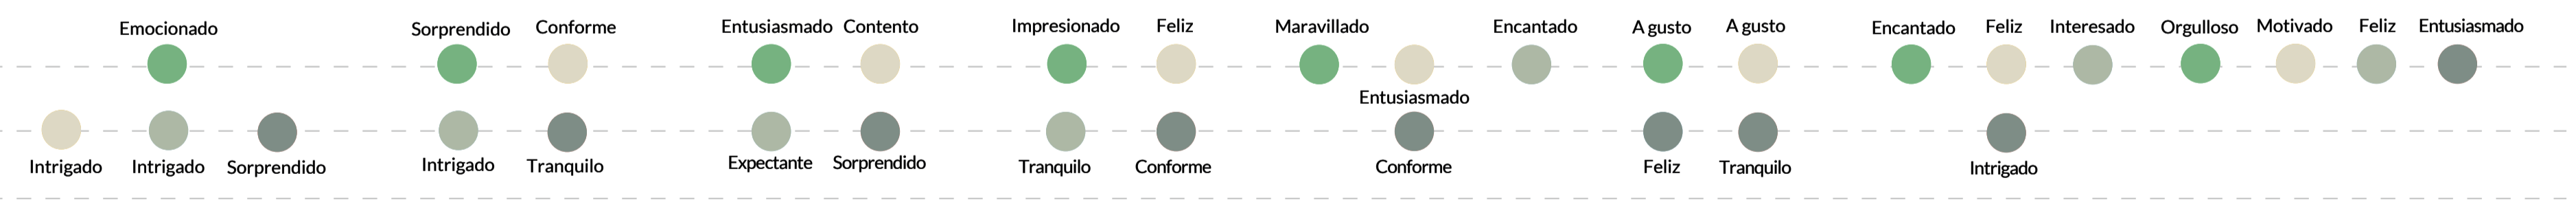 Emocionado
Sorprendido Conforme
Entusiasmado Contento
Impresionado Feliz
Maravillado
Encantado
A gusto A gusto
Encantado Feliz Interesado Orgulloso Motivado Feliz Entusiasmado
Entusiasmado
Intrigado Intrigado Sorprendido
Intrigado Tranquilo
Expectante Sorprendido
Tranquilo Conforme
Conforme
Feliz Tranquilo
Intrigado